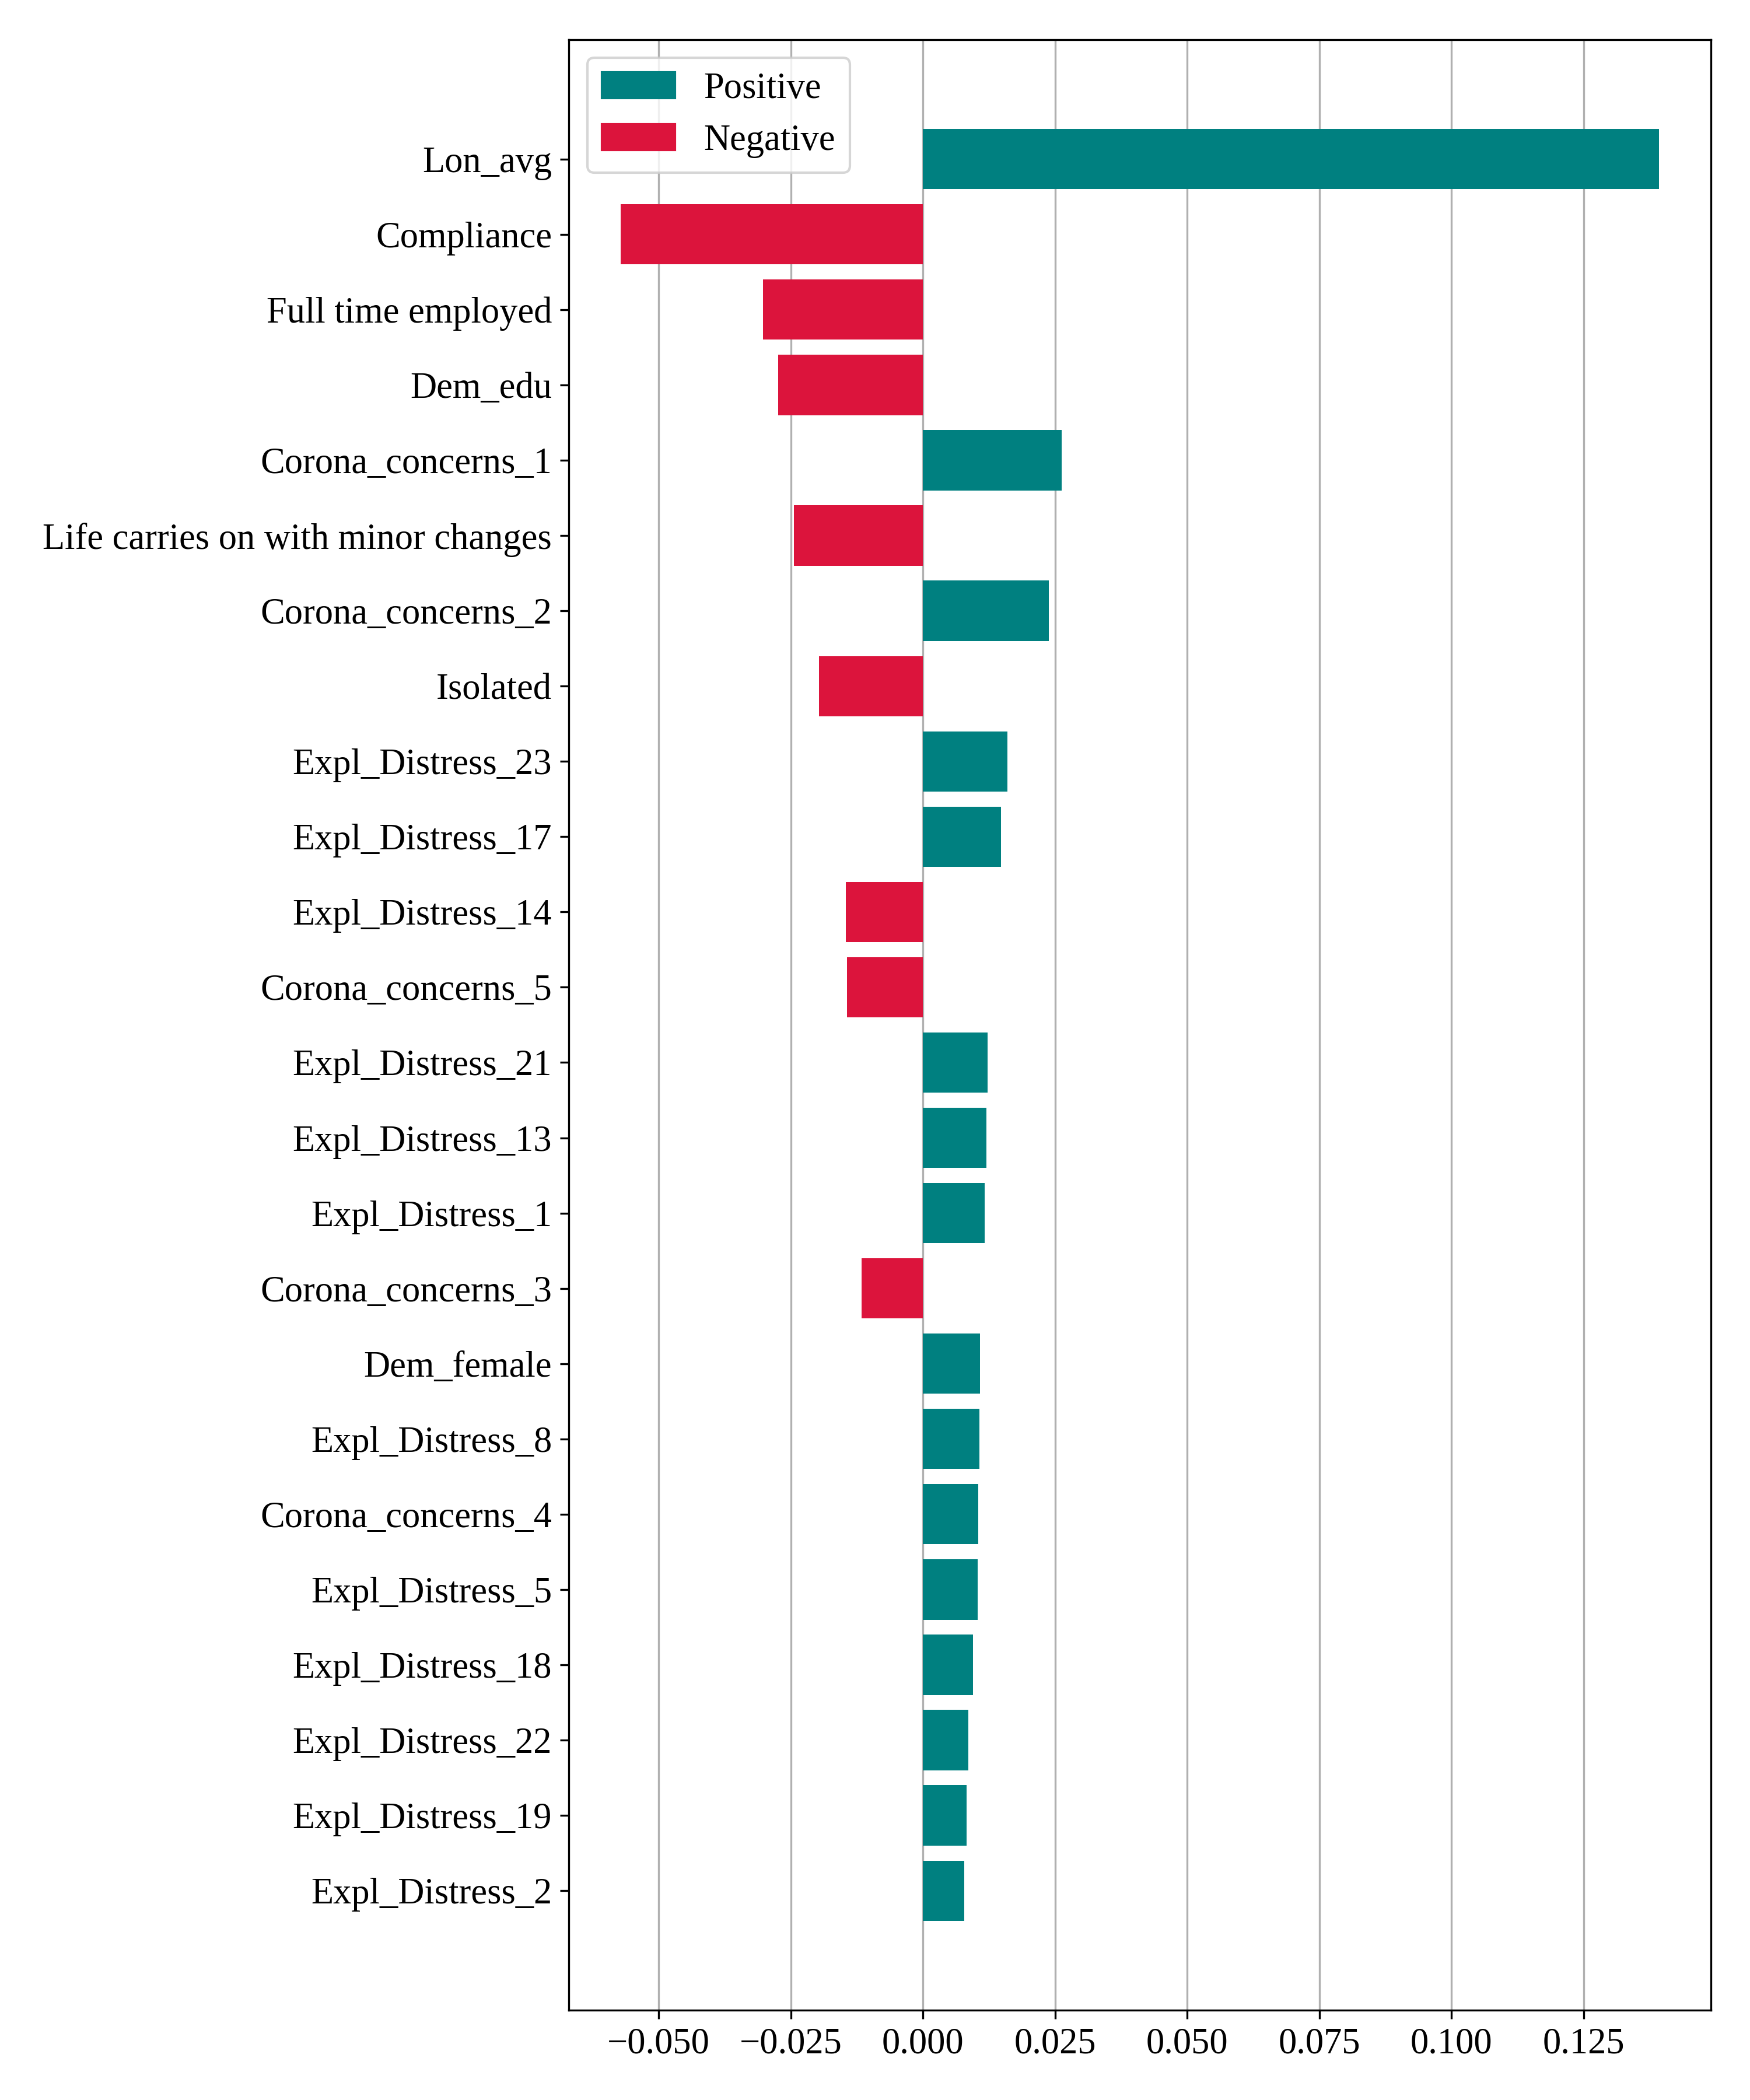 Positive
Negative
Lon_avg
Compliance
Full time employed
Dem_edu
Corona_concerns_1
Life carries on with minor changes
Corona_concerns_2
Isolated
Expl_Distress_23
Expl_Distress_17
Expl_Distress_14
Corona_concerns_5
Expl_Distress_21
Expl_Distress_13
Expl_Distress_1
Corona_concerns_3
Dem_female
Expl_Distress_8
Corona_concerns_4
Expl_Distress_5
Expl_Distress_18
Expl_Distress_22
Expl_Distress_19
Expl_Distress_2
−0.050 −0.025 0.000 0.025 0.050 0.075 0.100 0.125